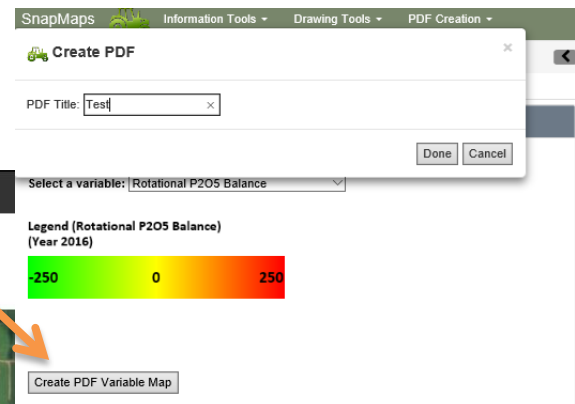 SnapMaps Information Tools Drawing Tools PDF Creation
Create PDF ×
PDF Title: Test ×
Done Cancel
Select a variable: Rotational P2O5 Balance
Legend (Rotational P2O5 Balance)
(Year 2016)
-250 0 250
Create PDF Variable Map